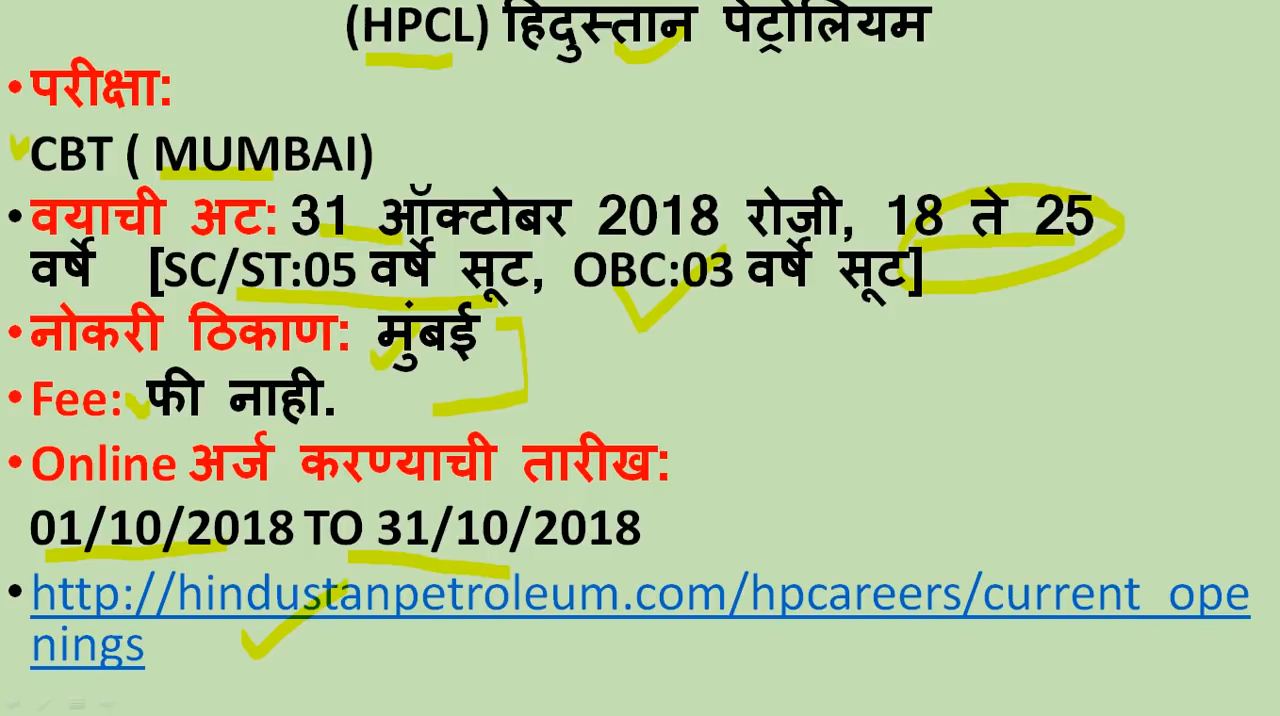 (HPCL) हिदुस्तान पेट्रोलियम
• परीक्षा:
CBT ( MUMBAI)
• वयाची अट: 31 ऑक्टोबर 2018 रोजी, 18 ते 25
वर्षे [SC/ST:05 वर्षे सूट, OBC:03 वर्षे सूट]
• नोकरी ठिकाण: मुंबई
• Fee: फी नाही.
• Online अर्ज करण्याची तारीख:
01/10/2018 TO 31/10/2018
• http://hindustanpetroleum.com/hpcareers/current_ope
nings